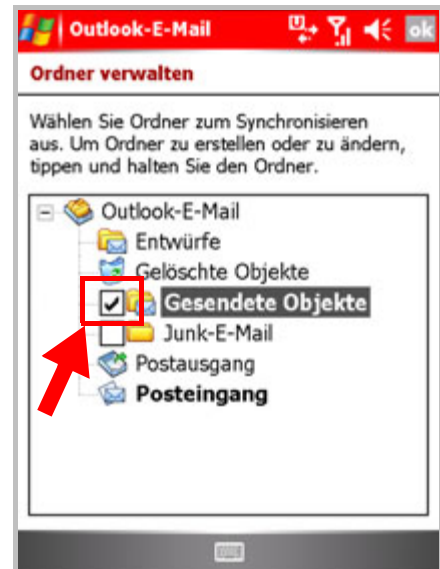 Outlook-E-Mail
ok
Ordner verwalten
Wählen Sie Ordner zum Synchronisieren
aus. Um Ordner zu erstellen oder zu ändern,
tippen und halten Sie den Ordner.
Outlook-E-Mail
Entwürfe
Gelöschte Objekte
Gesendete Objekte
Junk-E-Mail
Postausgang
Posteingang